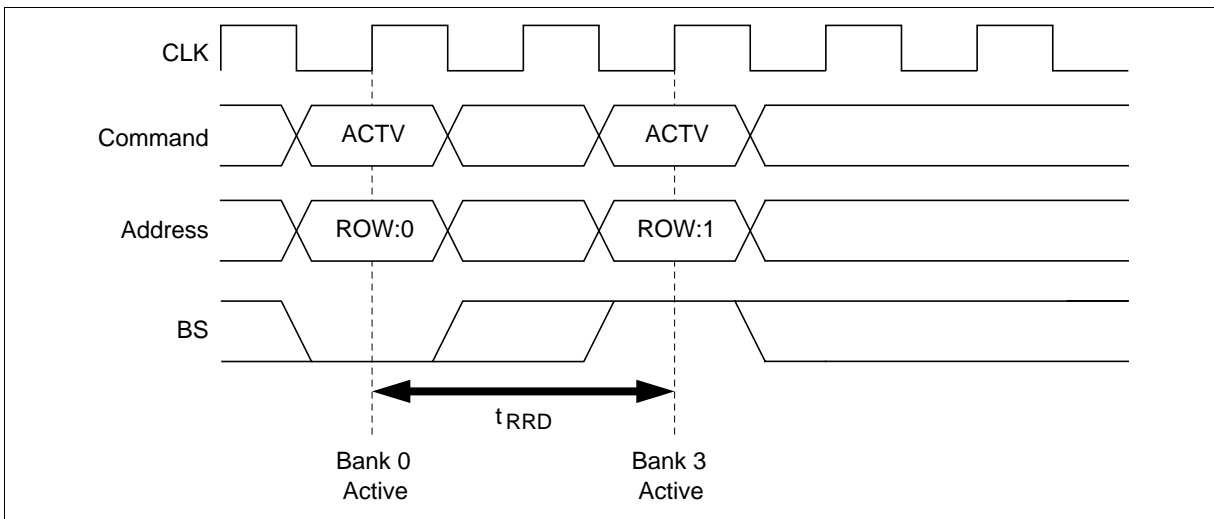 CLK
Command
ACTV
ACTV
Address
ROW:0
ROW:1
BS
tRRD
Bank 0
Active
Bank 3
Active